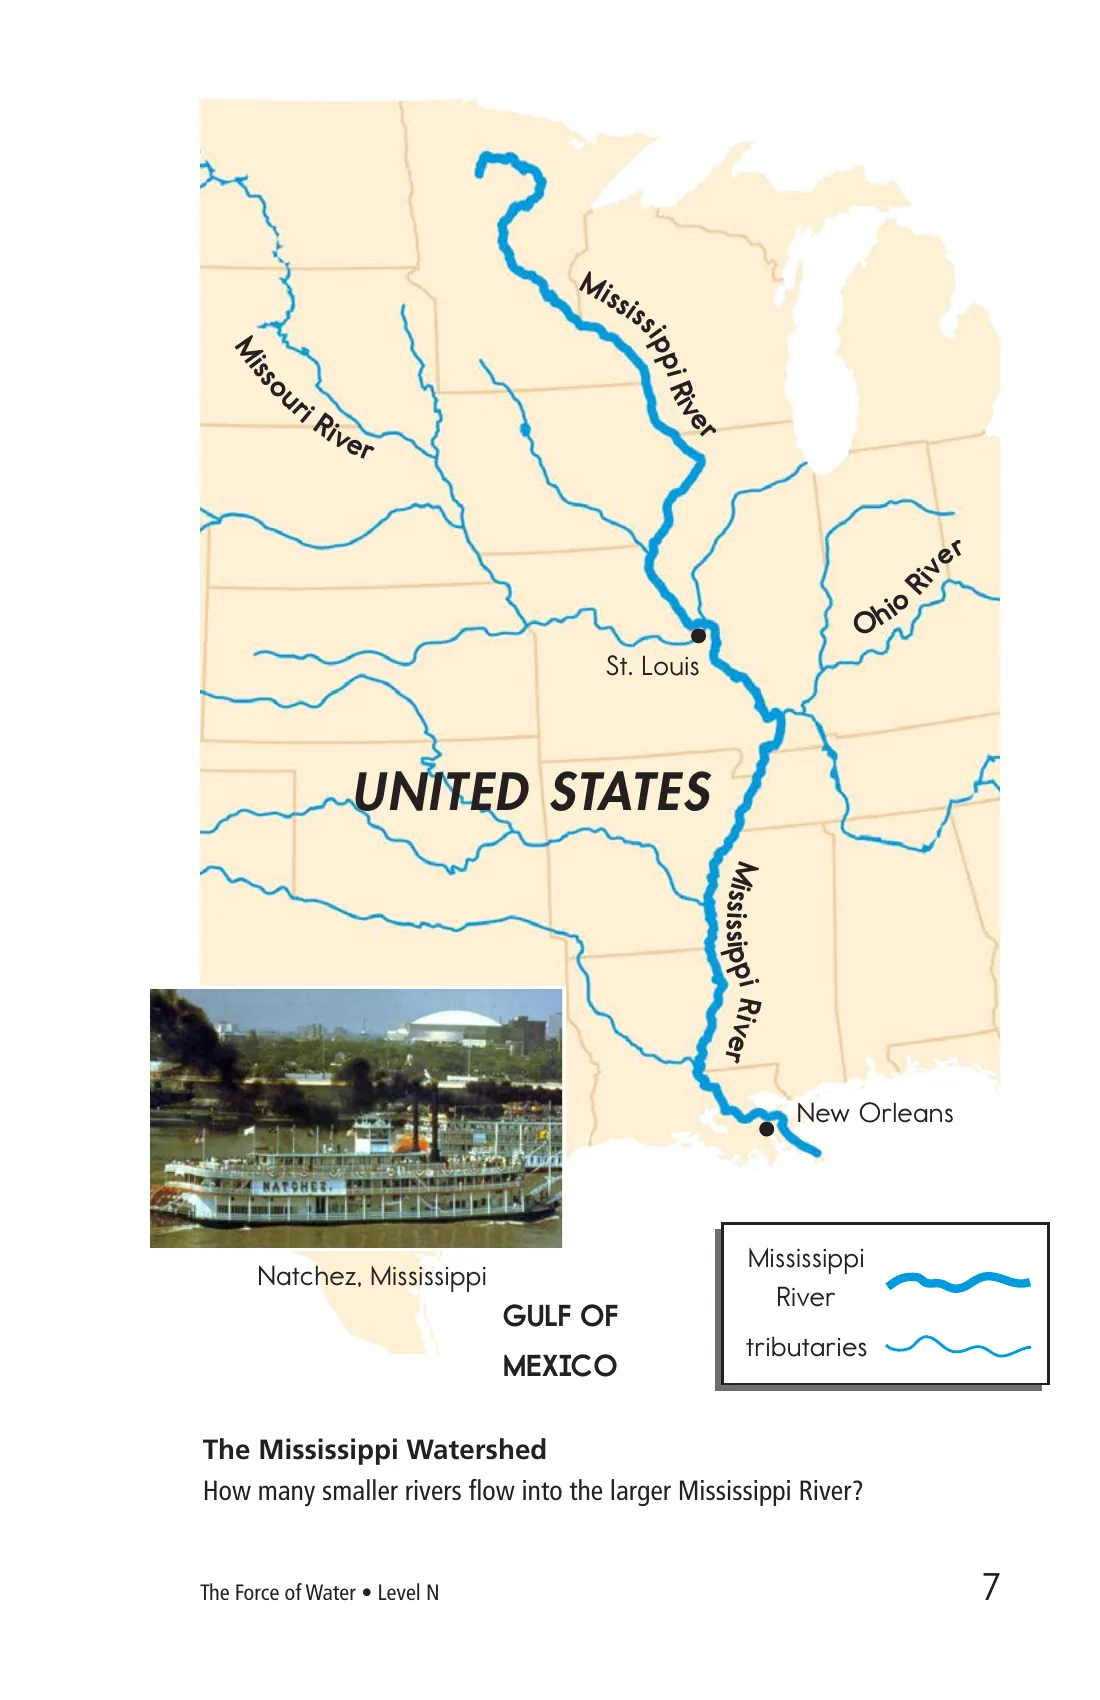 Mississippi River
Missouri River
Ohio River
St. Louis
UNITED STATES
Mississippi River
New Orleans
NATCHEZ.
Natchez, Mississippi
GULF OF
MEXICO
Mississippi
River
tributaries
The Mississippi Watershed
How many smaller rivers flow into the larger Mississippi River?
The Force of Water • Level N
7